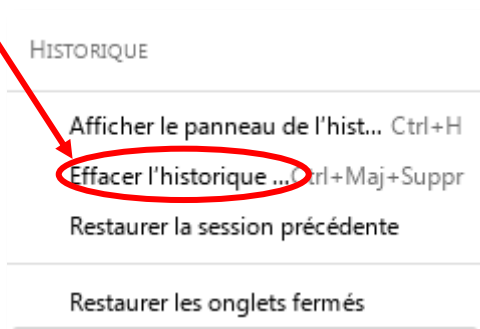 HISTORIQUE
Afficher le panneau de l'hist... Ctrl+H
Effacer l'historique ...Ctrl+Maj+Suppr
Restaurer la session précédente
Restaurer les onglets fermés